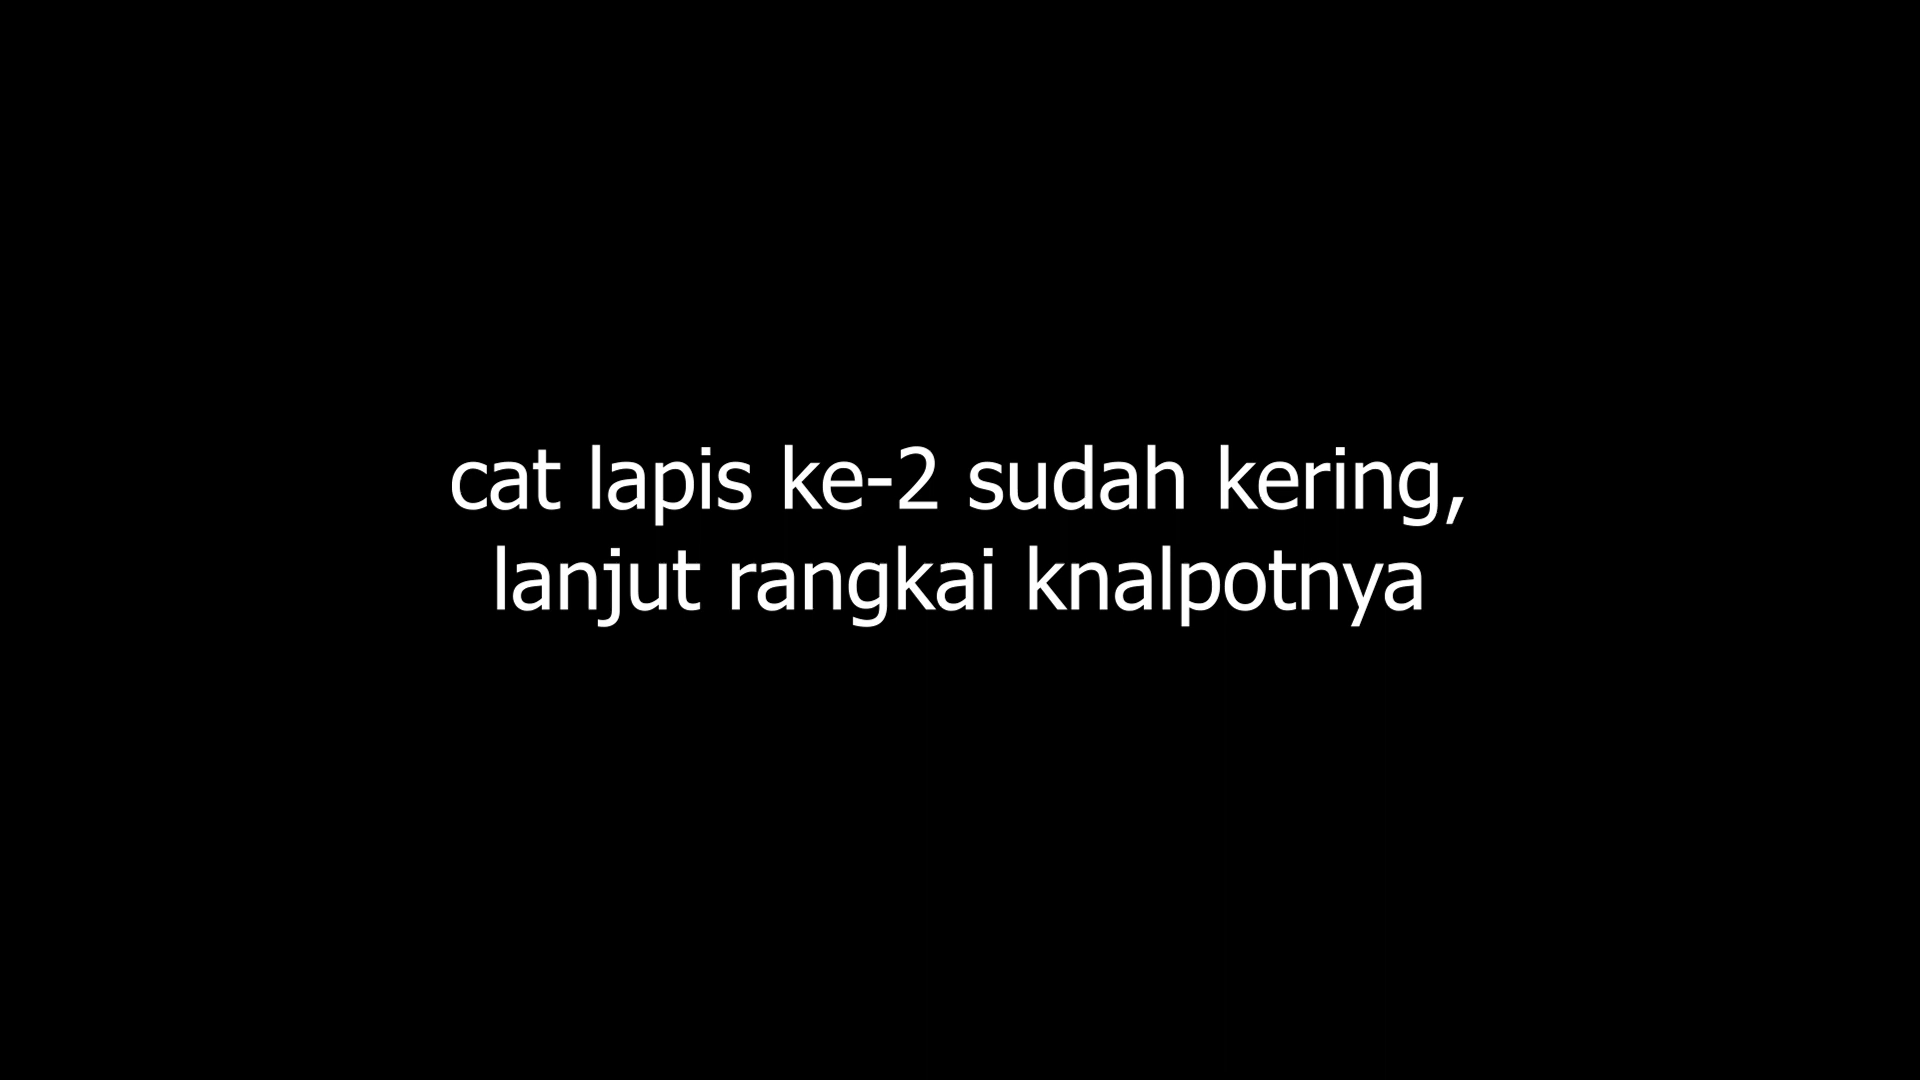 cat lapis ke-2 sudah kering,
lanjut rangkai knalpotnya